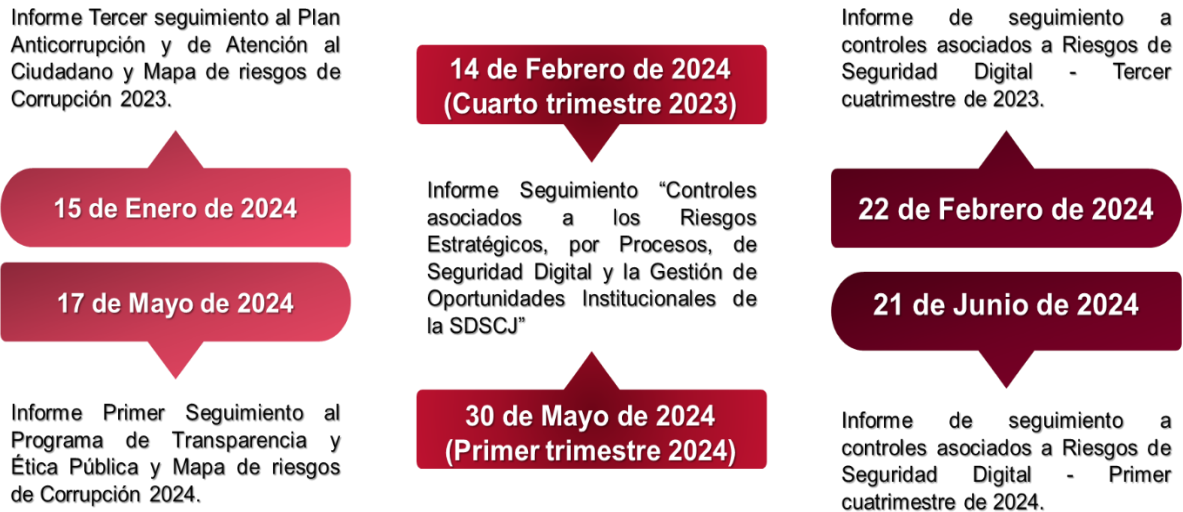 Informe Tercer seguimiento al Plan
Anticorrupción y de Atención al
Ciudadano y Mapa de riesgos de
Corrupción 2023.
15 de Enero de 2024
17 de Mayo de 2024
Informe Primer Seguimiento al
Programa de Transparencia y
Ética Pública y Mapa de riesgos
de Corrupción 2024.
14 de Febrero de 2024
(Cuarto trimestre 2023)
Informe Seguimiento “Controles
asociados a los Riesgos
Estratégicos, por Procesos, de
Seguridad Digital y la Gestión de
Oportunidades Institucionales de
la SDSCJ”
30 de Mayo de 2024
(Primer trimestre 2024)
Informe de seguimiento a
controles asociados a Riesgos de
Seguridad Digital - Tercer
cuatrimestre de 2023.
22 de Febrero de 2024
21 de Junio de 2024
Informe de seguimiento a
controles asociados a Riesgos de
Seguridad Digital - Primer
cuatrimestre de 2024.